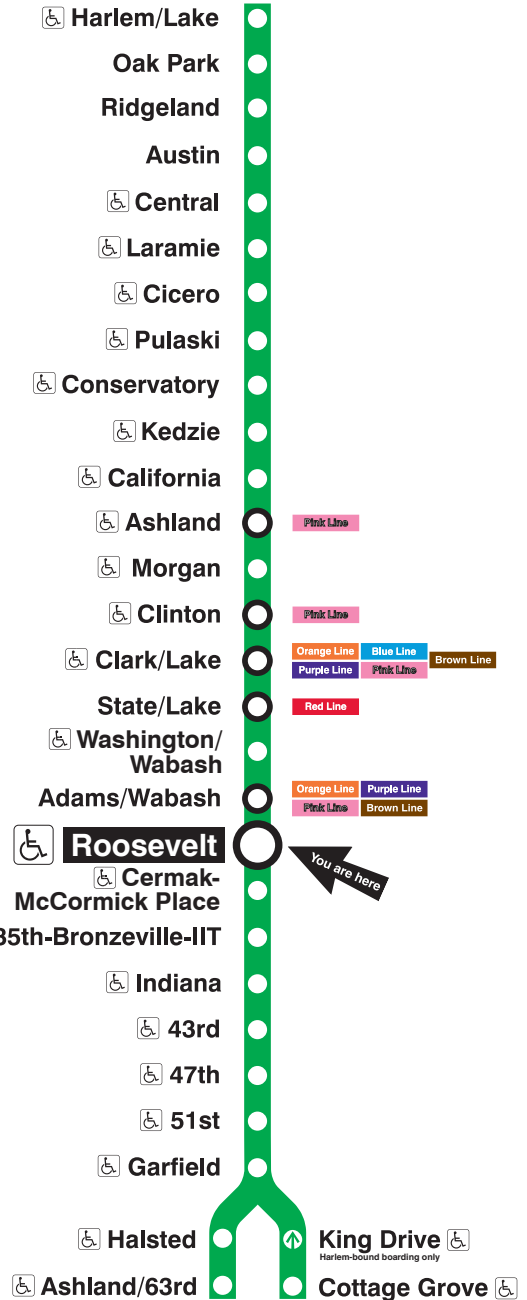 Harlem/Lake
Oak Park
Ridgeland
Austin
Central
Laramie
Cicero
Pulaski
Conservatory
Kedzie
California
Ashland
Pink Line
Morgan
Clinton
Pink Line
Clark/Lake
Orange Line
Blue Line
Brown Line
Purple Line
Pink Line
State/Lake
Red Line
Washington/
Wabash
Adams/Wabash
Orange Line
Purple Line
Pink Line
Brown Line
Roosevelt
You are here
Cermak-
McCormick Place
35th-Bronzeville-IIT
Indiana
43rd
47th
51st
Garfield
Halsted
King Drive
Harlem-bound boarding only
Ashland/63rd
Cottage Grove